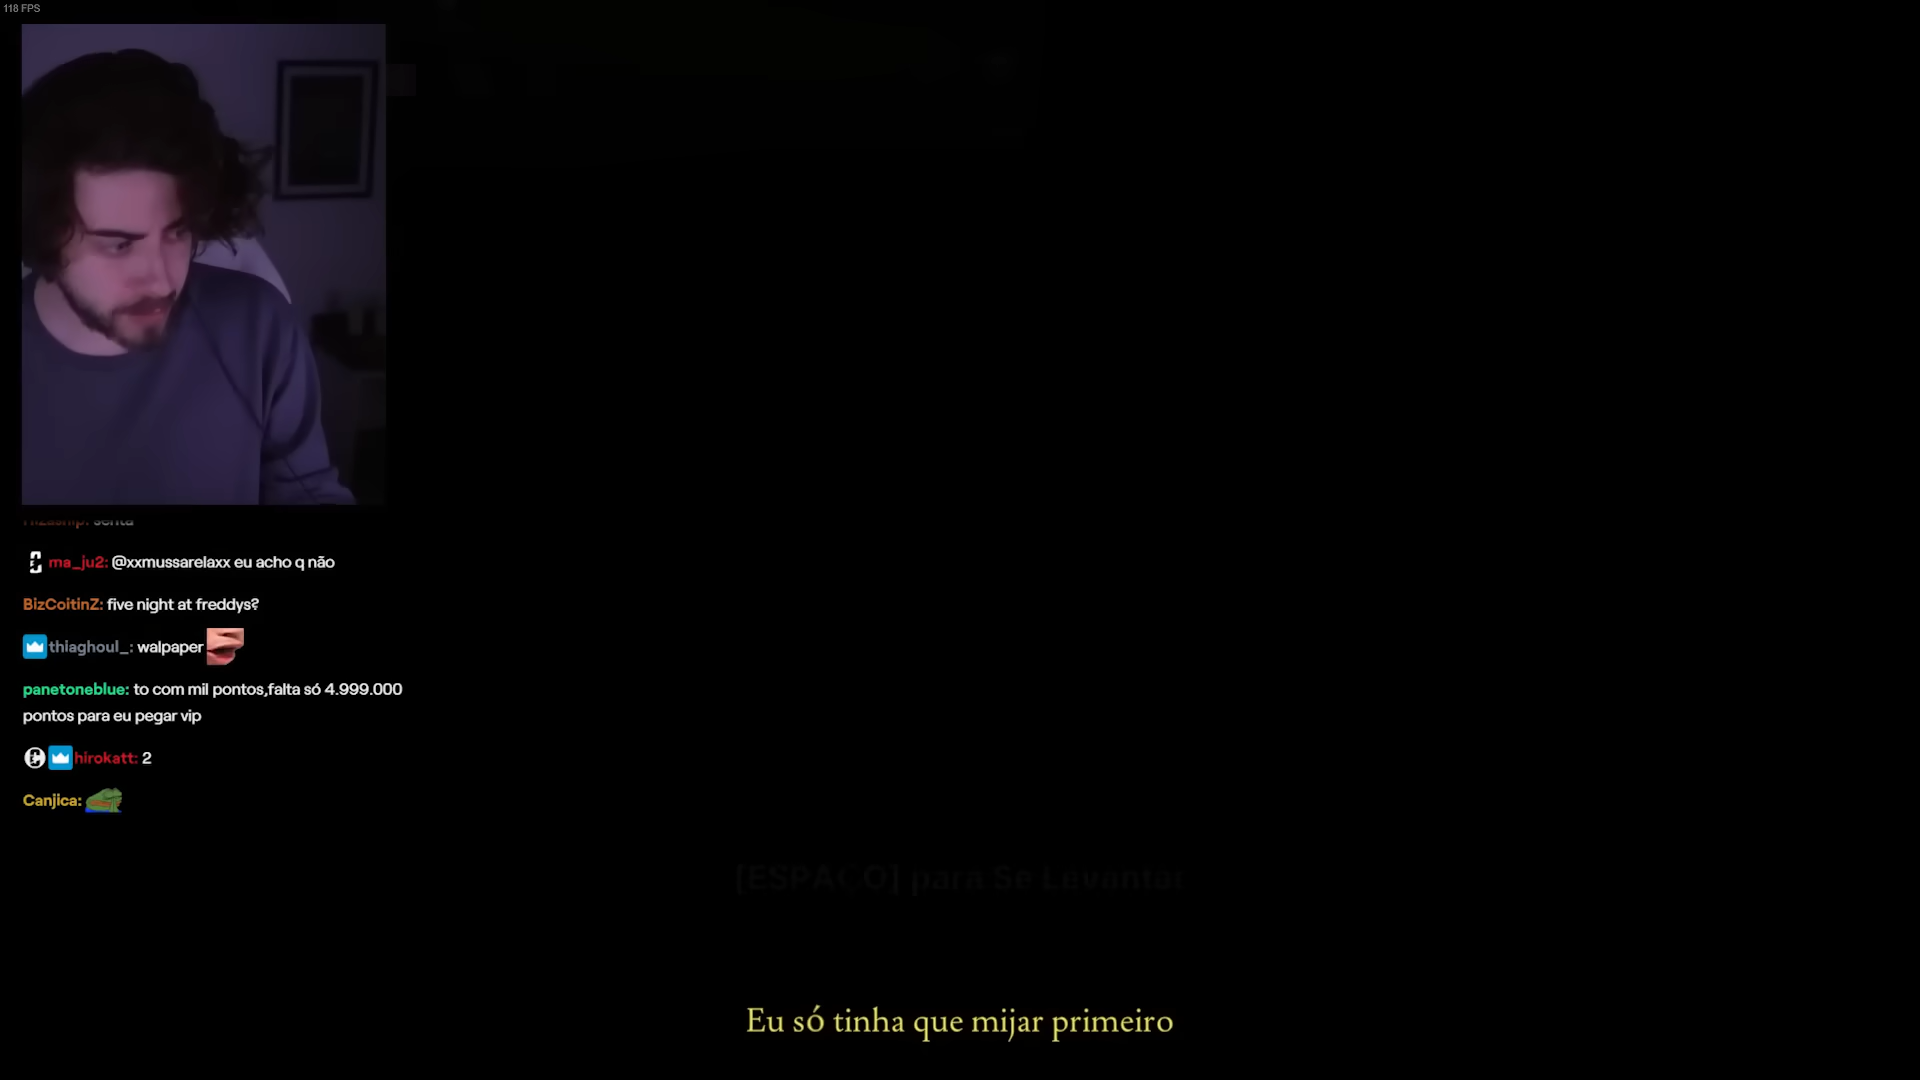 118 FPS
senta
ma_ju2: @xxmussarelaxx eu acho q não
BizCoitinZ: five night at freddys?
thiaghoul_: walpaper
panetoneblue: to com mil pontos,falta só 4.999.000
pontos para eu pegar vip
hirokatt: 2
Canjica:
[ESPAÇO] para Se Levantar
Eu só tinha que mijar primeiro